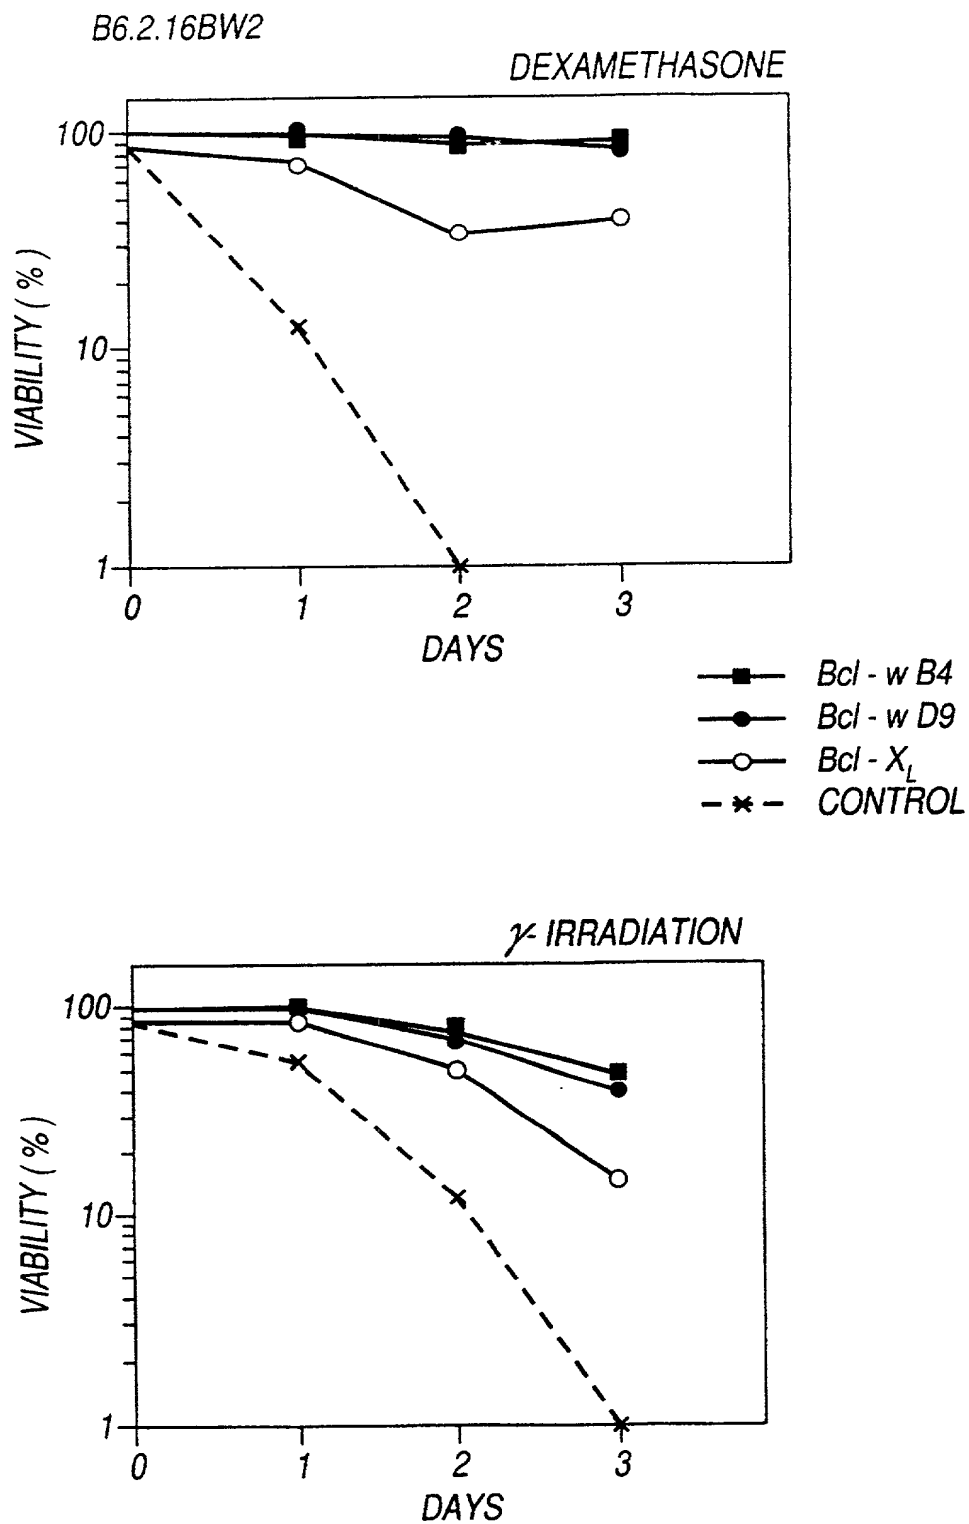 B6.2.16BW2
DEXAMETHASONE
100
10
1
VIABILITY (%)
0 1 2 3
DAYS
Bcl - w B4
Bcl - w D9
Bcl - X_L
CONTROL
γ- IRRADIATION
100
10
1
VIABILITY (%)
0 1 2 3
DAYS